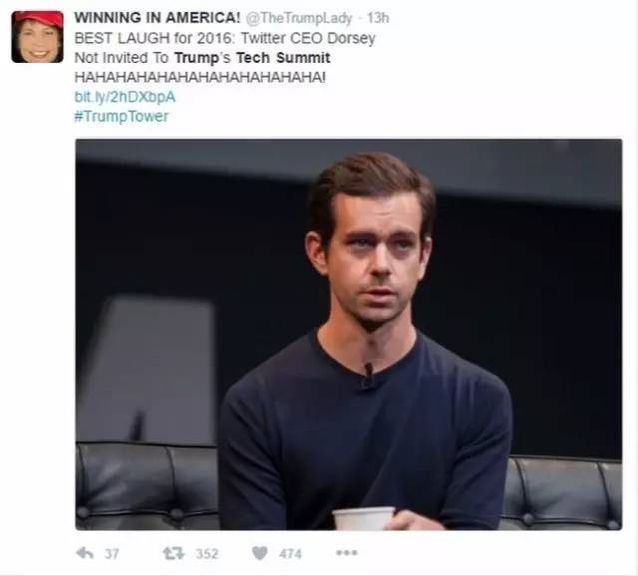 WINNING IN AMERICA! @TheTrumpLady · 13h
BEST LAUGH for 2016: Twitter CEO Dorsey
Not Invited To Trump's Tech Summit
HAHAHAHAHAHAHAHAHAHAHAHA!
bit.ly/2hDXbpA
#TrumpTower
37 352 474